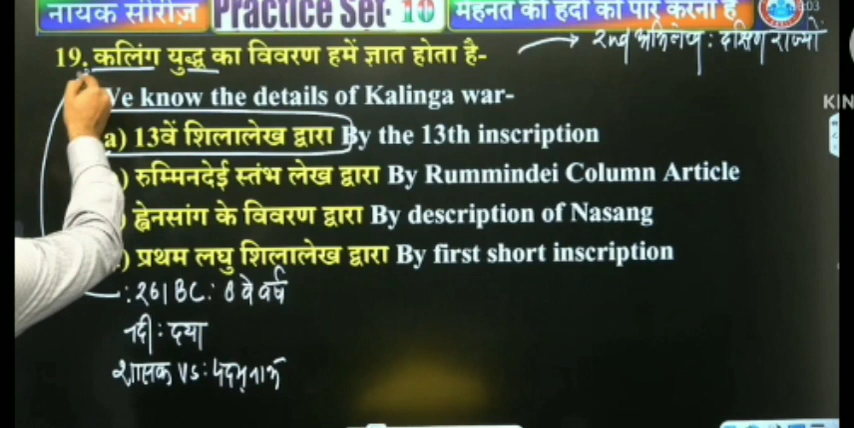 नायक सीरीज़ Practice Set- 10 मेहनत की हदों को पार करना है
2nd अभिलेख : दक्षिण राज्यों
19. कलिंग युद्ध का विवरण हमें ज्ञात होता है-
We know the details of Kalinga war-
a) 13वें शिलालेख द्वारा By the 13th inscription
) रुम्मिनदेई स्तंभ लेख द्वारा By Rummindei Column Article
) ह्वेनसांग के विवरण द्वारा By description of Nasang
.) प्रथम लघु शिलालेख द्वारा By first short inscription
: 261 BC : 8 वे वर्ष
नदी : दया
शासक VS : पदमनाभ
KIN